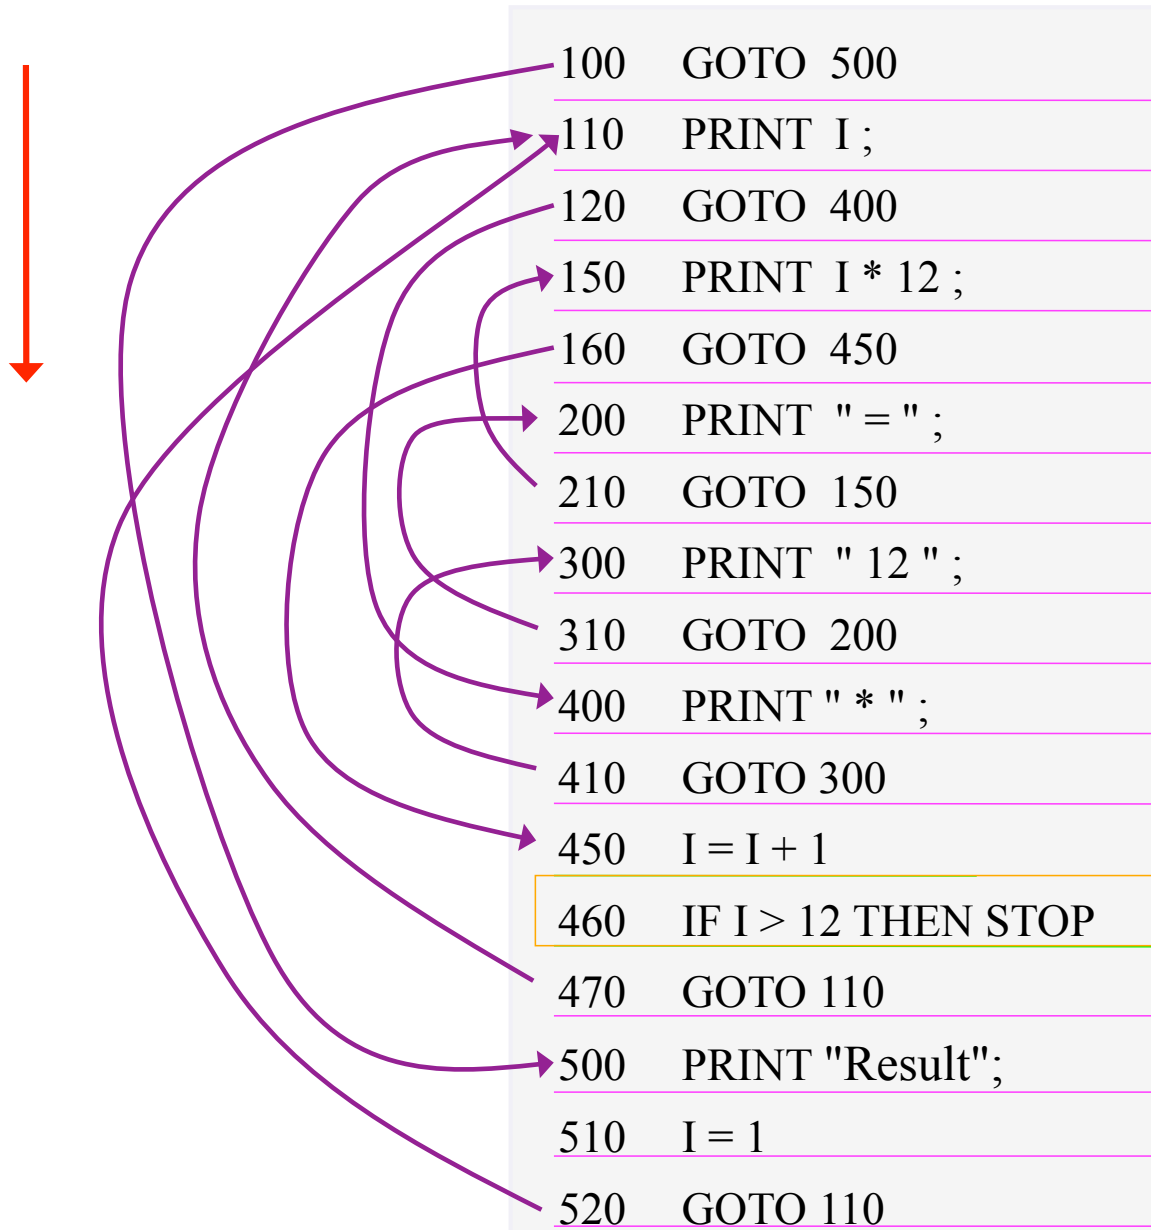 100 GOTO 500
110 PRINT I ;
120 GOTO 400
150 PRINT I * 12 ;
160 GOTO 450
200 PRINT " = " ;
210 GOTO 150
300 PRINT " 12 " ;
310 GOTO 200
400 PRINT " * " ;
410 GOTO 300
450 I = I + 1
460 IF I > 12 THEN STOP
470 GOTO 110
500 PRINT "Result";
510 I = 1
520 GOTO 110